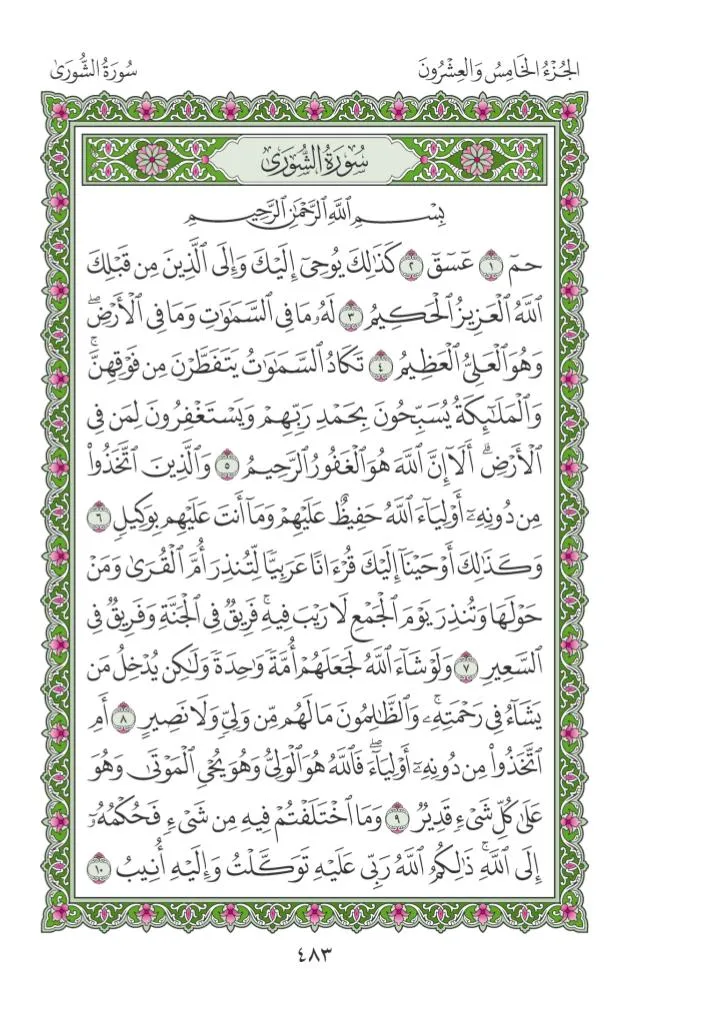 الجُزْءُ الخَامِسُ وَالعِشْرُونَ
سُورَةُ الشُّورَىٰ
سُورَةُ الشُّورَىٰ
بِسْمِ ٱللَّهِ ٱلرَّحْمَٰنِ ٱلرَّحِيمِ
حمٓ ١ عٓسٓقٓ ٢ كَذَٰلِكَ يُوحِىٓ إِلَيْكَ وَإِلَى ٱلَّذِينَ مِن قَبْلِكَ
ٱللَّهُ ٱلْعَزِيزُ ٱلْحَكِيمُ ٣ لَهُۥ مَا فِى ٱلسَّمَٰوَٰتِ وَمَا فِى ٱلْأَرْضِۖ
وَهُوَ ٱلْعَلِىُّ ٱلْعَظِيمُ ٤ تَكَادُ ٱلسَّمَٰوَٰتُ يَتَفَطَّرْنَ مِن فَوْقِهِنَّۚ
وَٱلْمَلَٰٓئِكَةُ يُسَبِّحُونَ بِحَمْدِ رَبِّهِمْ وَيَسْتَغْفِرُونَ لِمَن فِى
ٱلْأَرْضِۗ أَلَآ إِنَّ ٱللَّهَ هُوَ ٱلْغَفُورُ ٱلرَّحِيمُ ٥ وَٱلَّذِينَ ٱتَّخَذُوا۟
مِن دُونِهِۦٓ أَوْلِيَآءَ ٱللَّهُ حَفِيظٌ عَلَيْهِمْ وَمَآ أَنتَ عَلَيْهِم بِوَكِيلٍ ٦
وَكَذَٰلِكَ أَوْحَيْنَآ إِلَيْكَ قُرْءَانًا عَرَبِيًّا لِّتُنذِرَ أُمَّ ٱلْقُرَىٰ وَمَنْ
حَوْلَهَا وَتُنذِرَ يَوْمَ ٱلْجَمْعِ لَا رَيْبَ فِيهِۚ فَرِيقٌ فِى ٱلْجَنَّةِ وَفَرِيقٌ فِى
ٱلسَّعِيرِ ٧ وَلَوْ شَآءَ ٱللَّهُ لَجَعَلَهُمْ أُمَّةً وَٰحِدَةً وَلَٰكِن يُدْخِلُ مَن
يَشَآءُ فِى رَحْمَتِهِۦۚ وَٱلظَّٰلِمُونَ مَا لَهُم مِّن وَلِىٍّ وَلَا نَصِيرٍ ٨ أَمِ
ٱتَّخَذُوا۟ مِن دُونِهِۦٓ أَوْلِيَآءَۖ فَٱللَّهُ هُوَ ٱلْوَلِىُّ وَهُوَ يُحْىِ ٱلْمَوْتَىٰ وَهُوَ
عَلَىٰ كُلِّ شَىْءٍ قَدِيرٌ ٩ وَمَا ٱخْتَلَفْتُمْ فِيهِ مِن شَىْءٍ فَحُكْمُهُۥٓ
إِلَى ٱللَّهِۚ ذَٰلِكُمُ ٱللَّهُ رَبِّى عَلَيْهِ تَوَكَّلْتُ وَإِلَيْهِ أُنِيبُ ١٠
٤٨٣